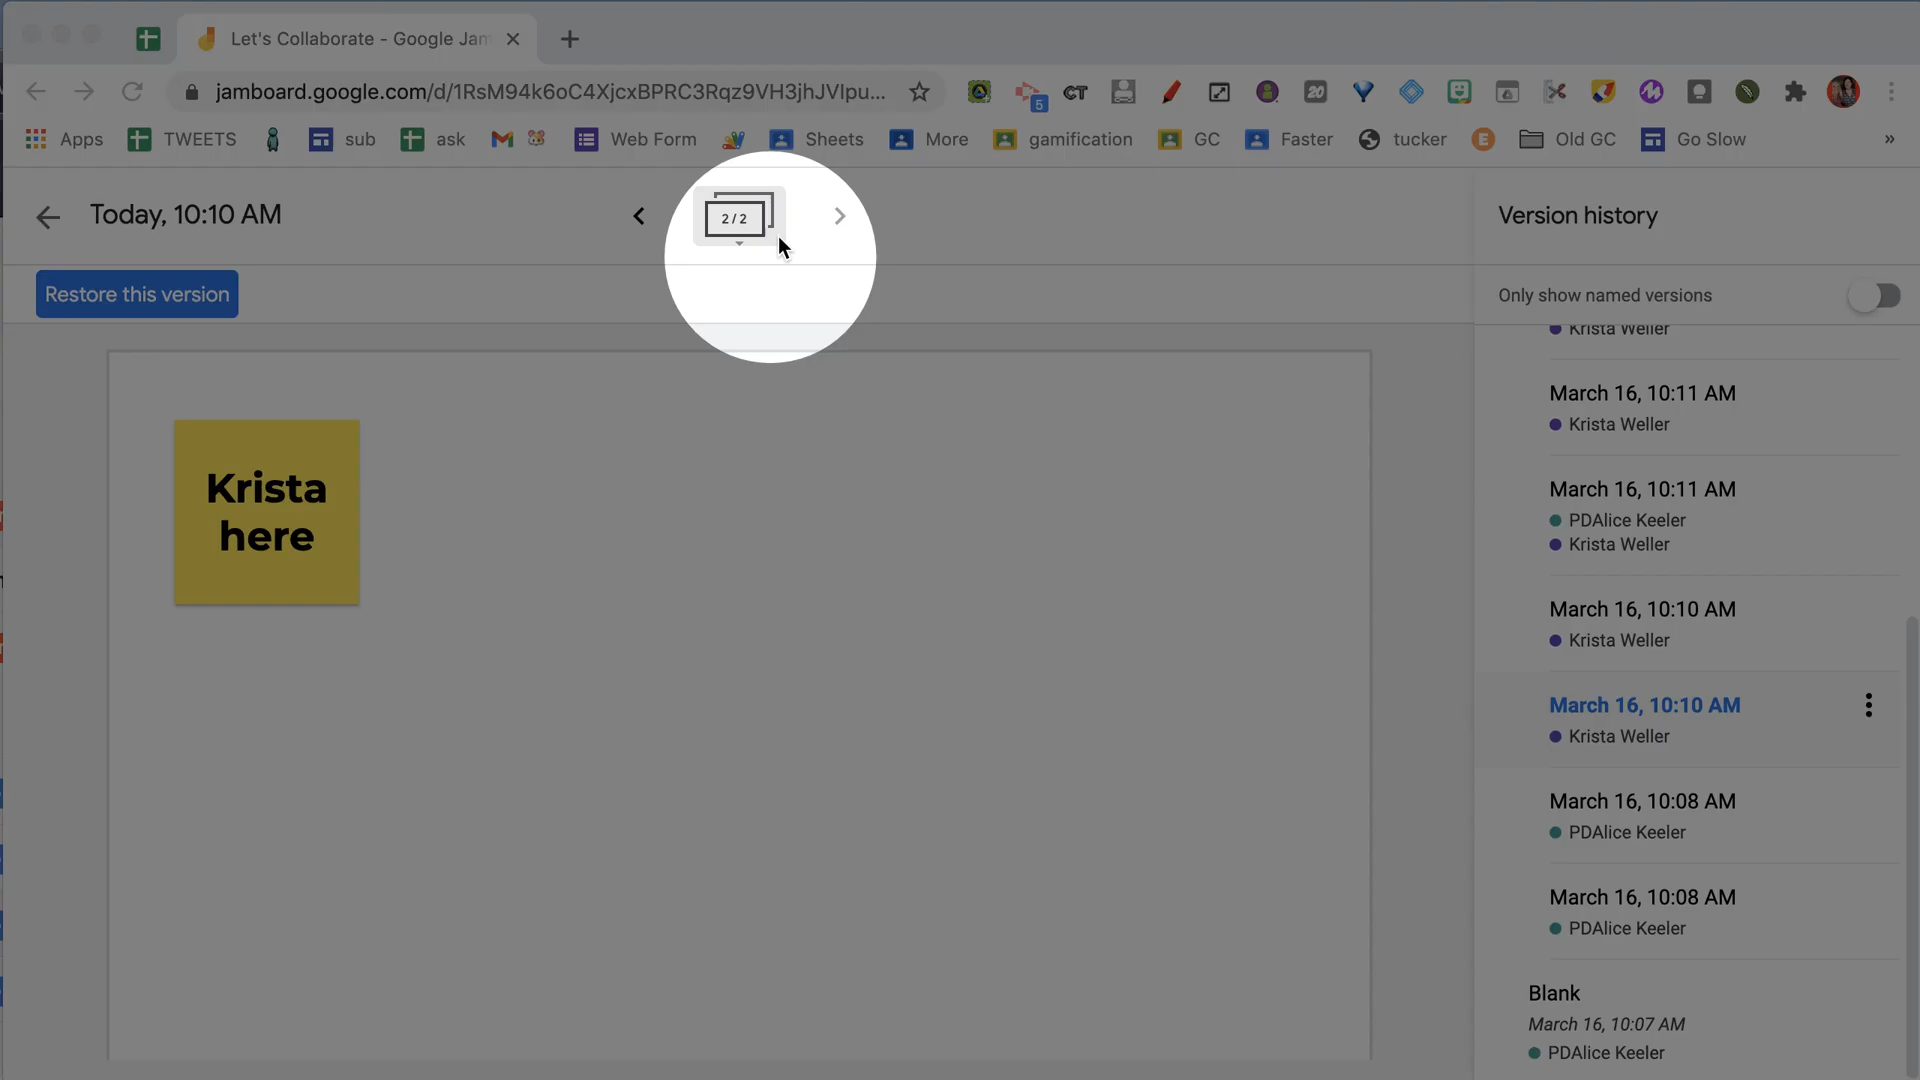 Let's Collaborate - Google Jam
jamboard.google.com/d/1RsM94k6oC4XjcxBPRC3Rqz9VH3jhJVIpu...
5
CT
20
Apps
TWEETS
sub
ask
Web Form
Sheets
More
gamification
GC
Faster
tucker
E
Old GC
Go Slow
»
Today, 10:10 AM
2 / 2
Version history
Restore this version
Only show named versions
Krista Weller
March 16, 10:11 AM
Krista Weller
March 16, 10:11 AM
PDAlice Keeler
Krista Weller
March 16, 10:10 AM
Krista Weller
March 16, 10:10 AM
Krista Weller
March 16, 10:08 AM
PDAlice Keeler
March 16, 10:08 AM
PDAlice Keeler
Blank
March 16, 10:07 AM
PDAlice Keeler
Krista
here